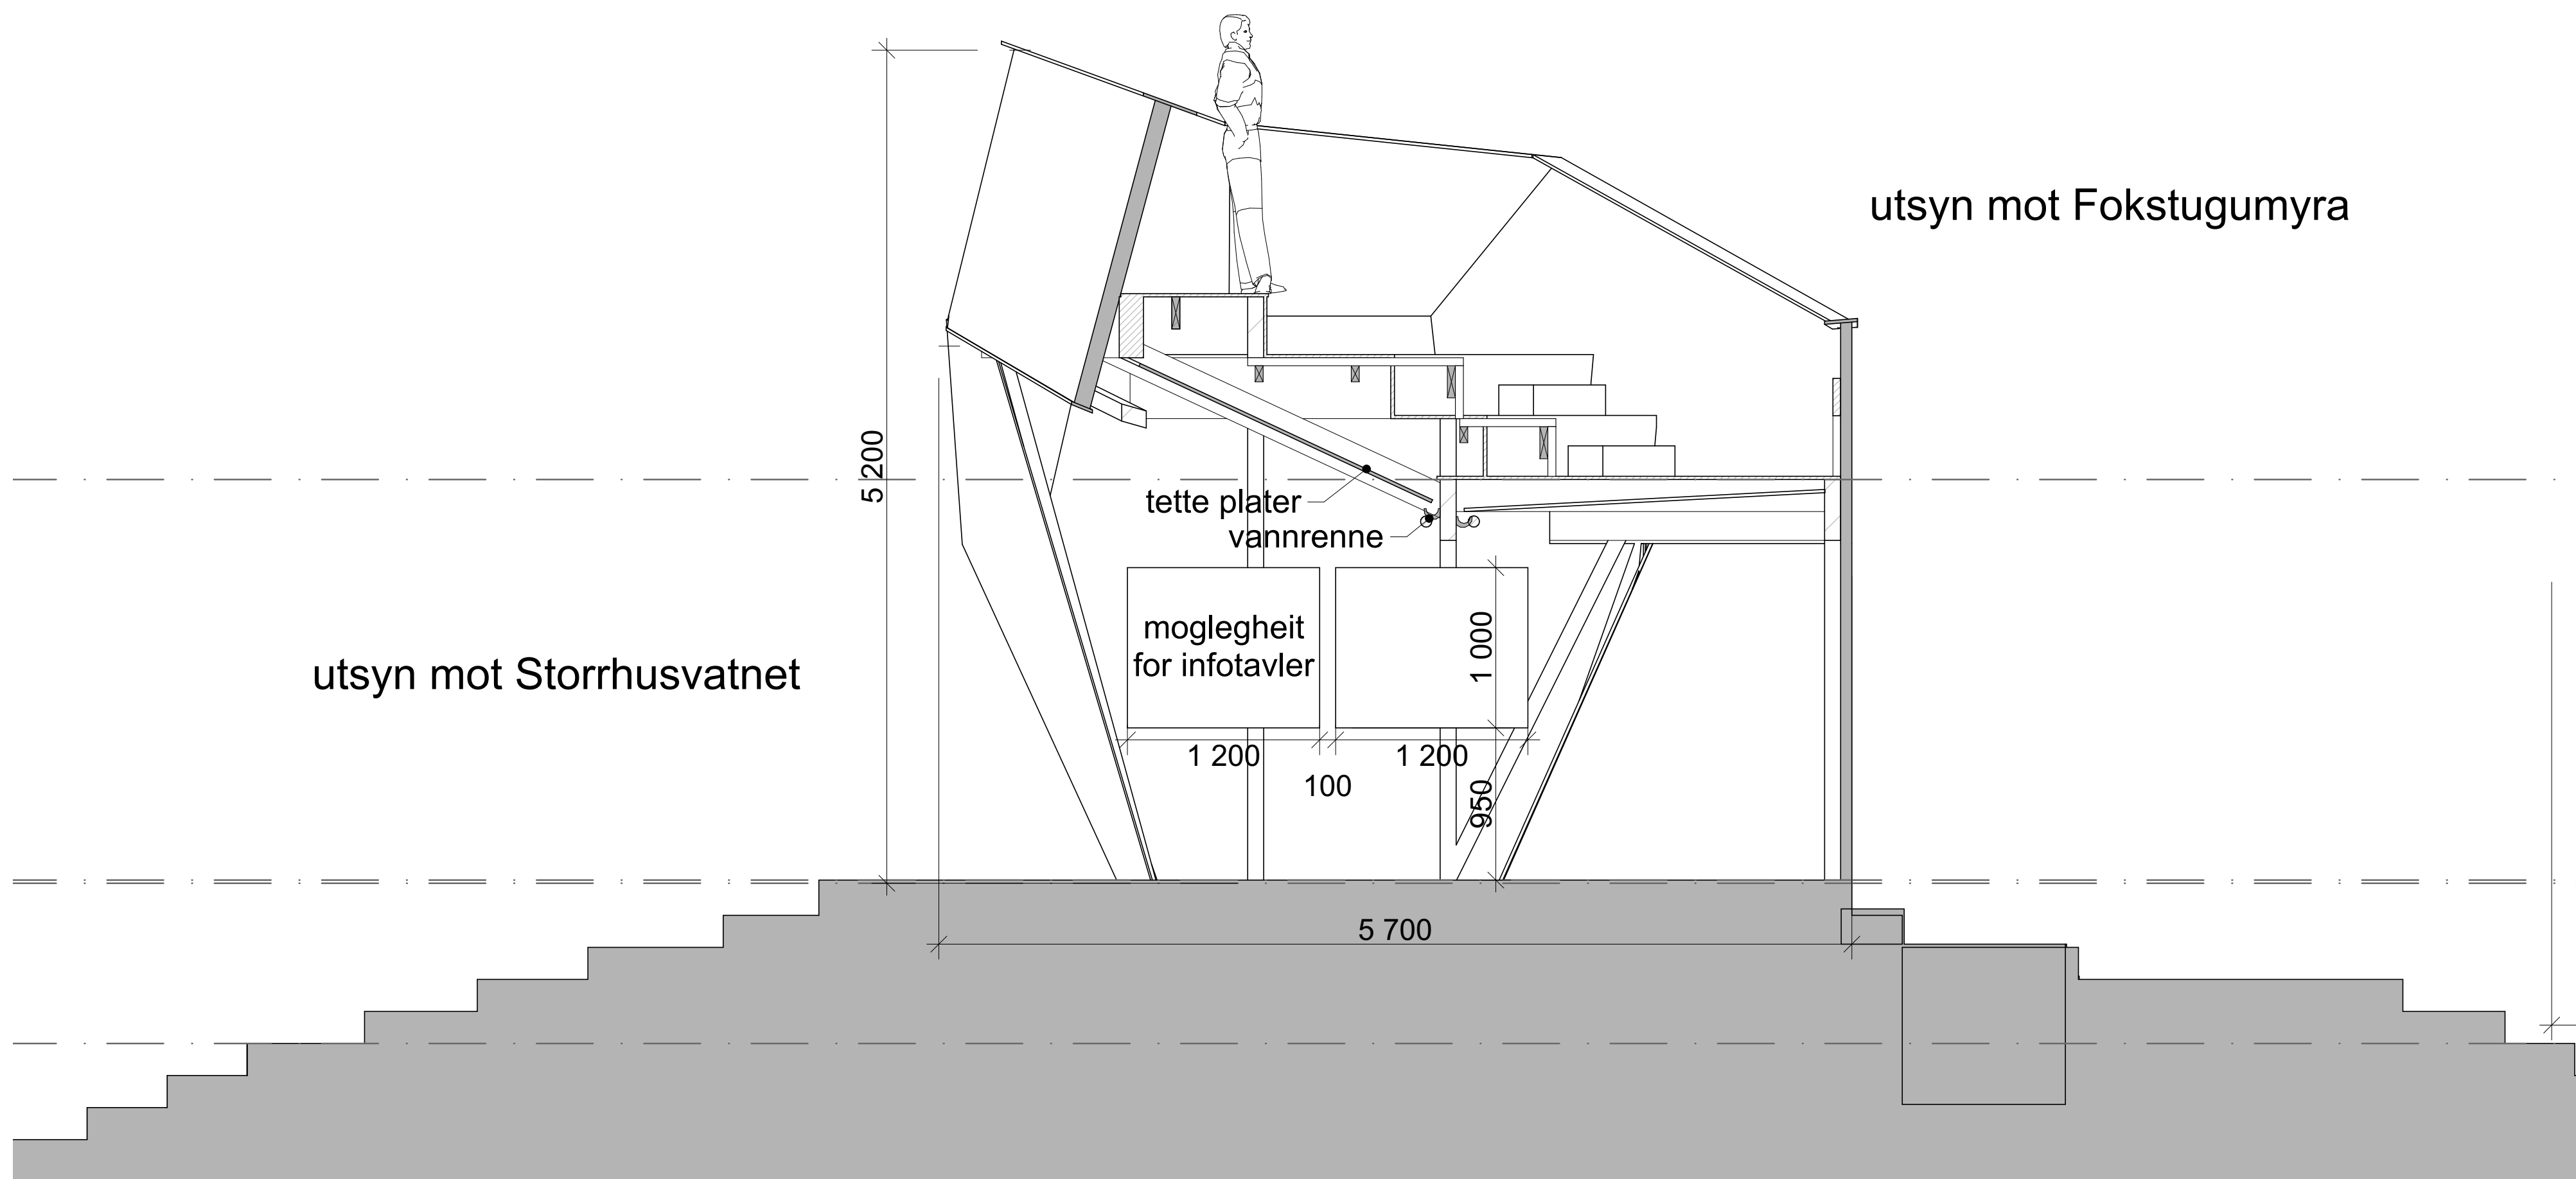 utsyn mot Fokstugumyra
5 200
tette plater
vannrenne
moglegheit
for infotavler
1 000
utsyn mot Storrhusvatnet
1 200
1 200
100
950
5 700